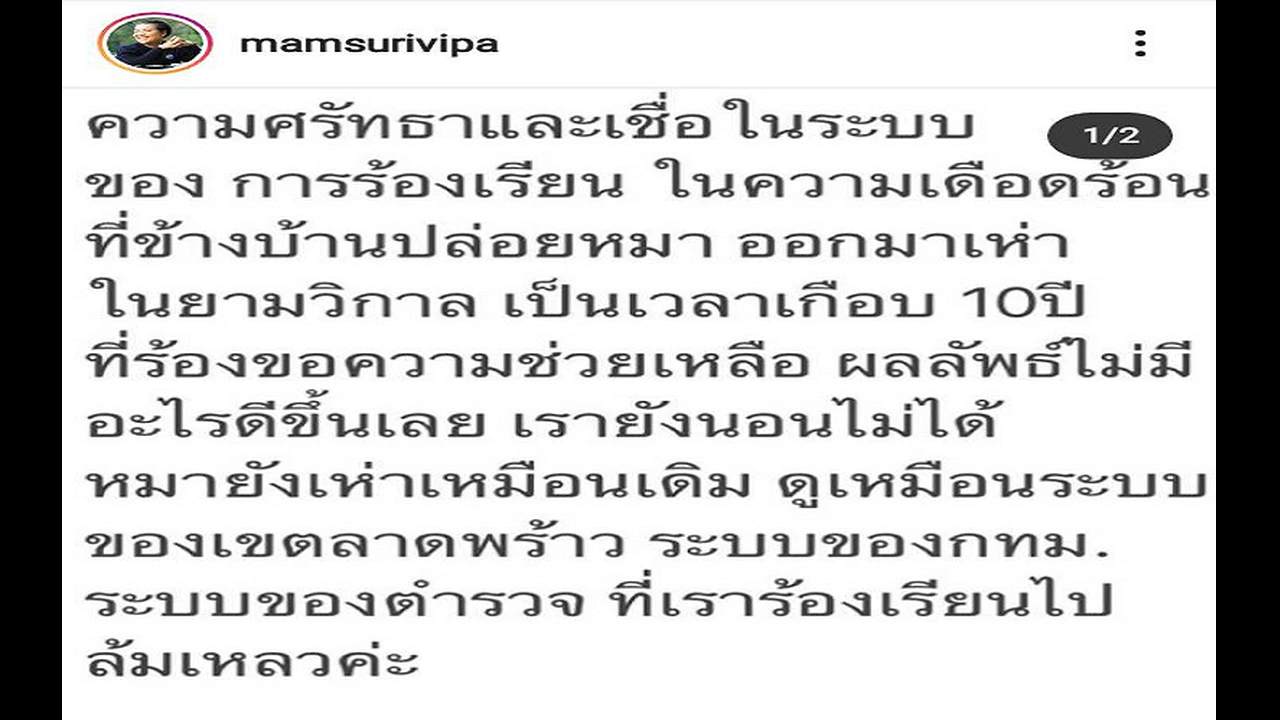 mamsurivipa
1/2
ความศรัทธาและเชื่อ ในระบบ
ของ การร้องเรียน ในความเดือดร้อน
ที่ข้างบ้านปล่อยหมา ออกมาเห่า
ในยามวิกาล เป็นเวลาเกือบ 10ปี
ที่ร้องขอความช่วยเหลือ ผลลัพธ์ไม่มี
อะไรดีขึ้นเลย เรายังนอนไม่ได้
หมายังเห่าเหมือนเดิม ดูเหมือนระบบ
ของเขตลาดพร้าว ระบบของกทม.
ระบบของตำรวจ ที่เราร้องเรียนไป
ล้มเหลวค่ะ